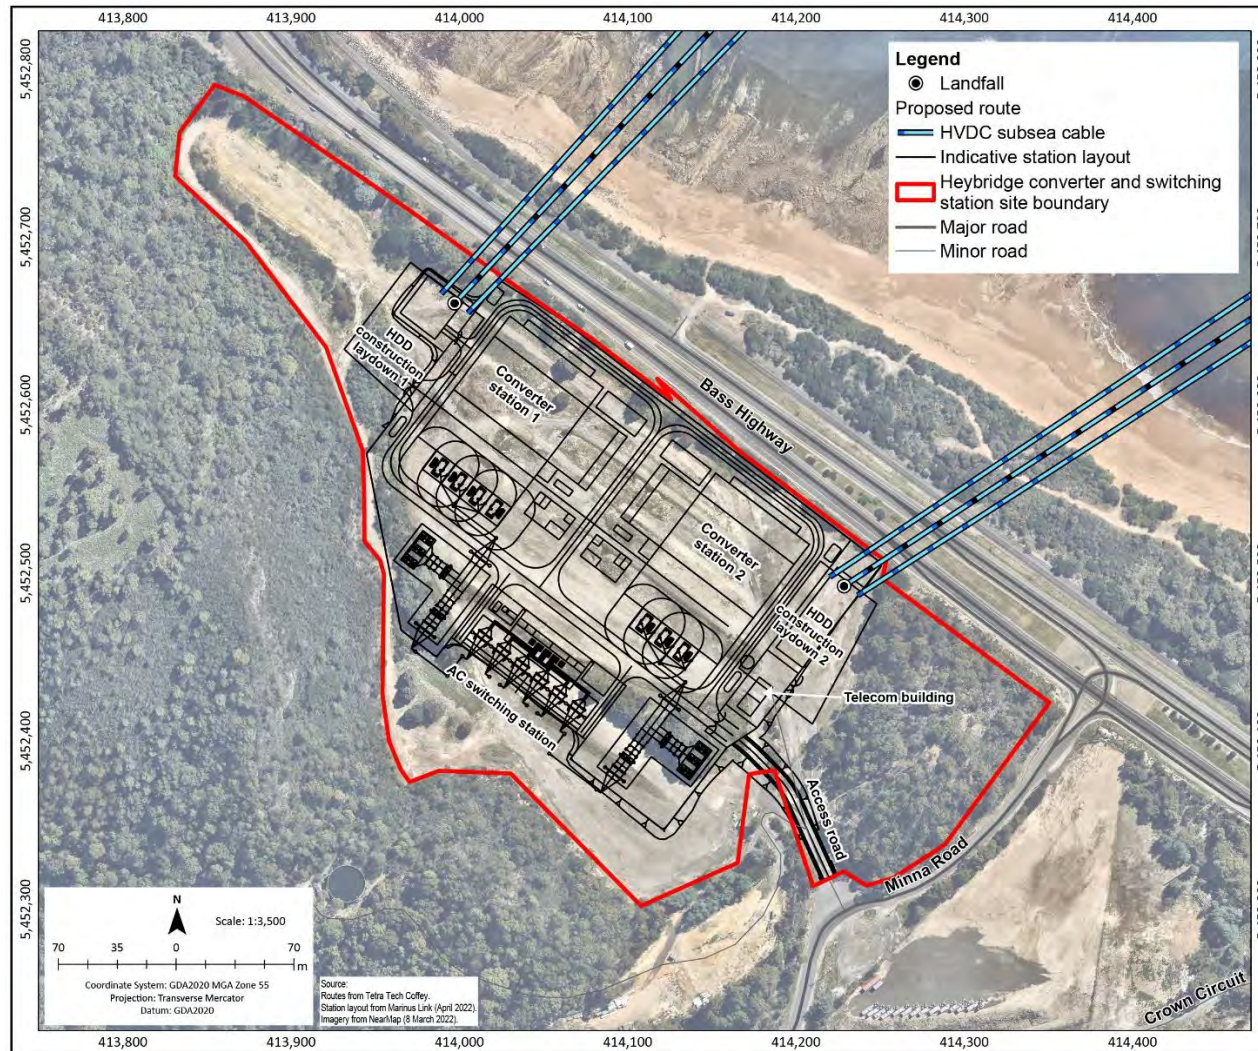 413,800
413,900
414,000
414,100
414,200
414,300
414,400
5,452,800
5,452,700
5,452,600
5,452,500
5,452,400
5,452,300
Legend
Landfall
Proposed route
HVDC subsea cable
Indicative station layout
Heybridge converter and switching
station site boundary
Major road
Minor road
HDD
construction
laydown 1
Converter
station 1
Bass Highway
Converter
station 2
HDD
construction
laydown 2
AC switching station
Telecom building
Access road
Minna Road
Crown Circuit
N
Scale: 1:3,500
70
35
0
70
m
Coordinate System: GDA2020 MGA Zone 55
Projection: Transverse Mercator
Datum: GDA2020
Source:
Routes from Tetra Tech Coffey.
Station layout from Marinus Link (April 2022).
Imagery from NearMap (8 March 2022).
413,800
413,900
414,000
414,100
414,200
414,300
414,400